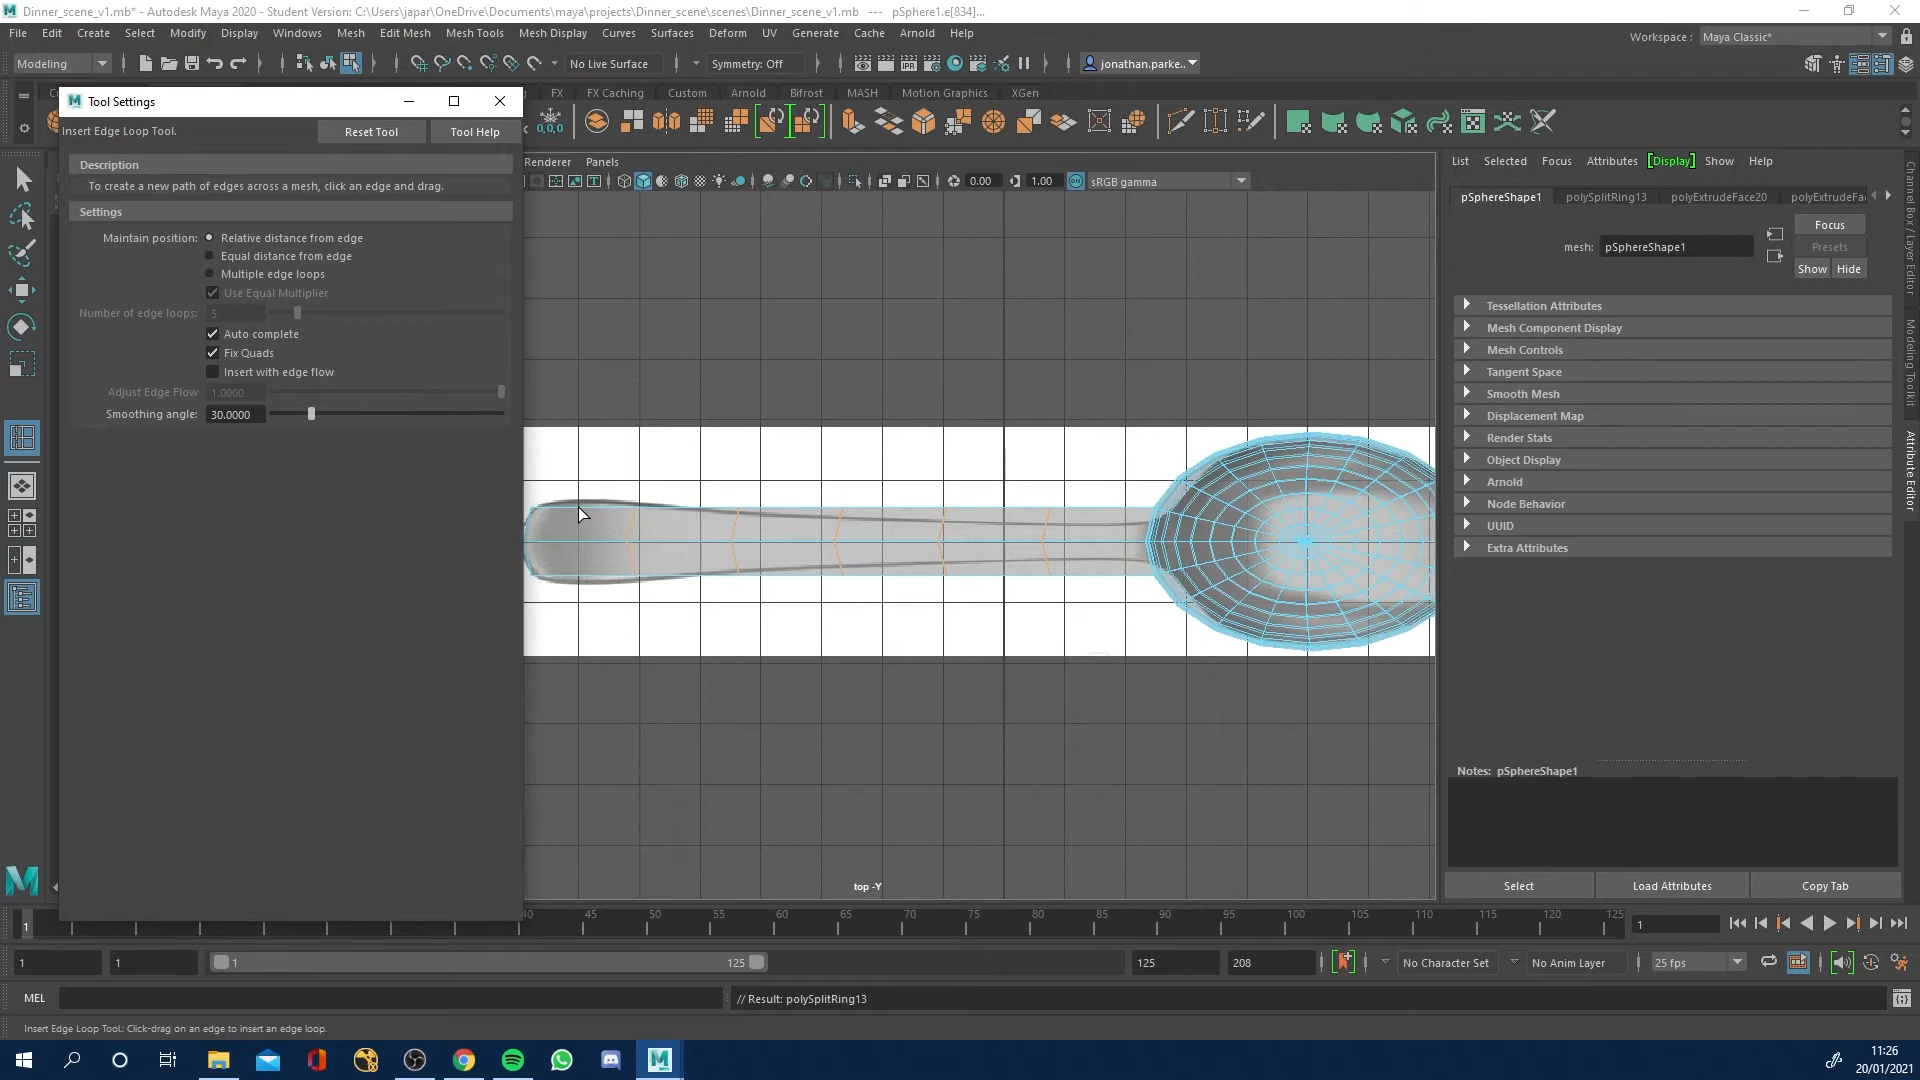 Dinner_scene_v1.mb* - Autodesk Maya 2020 - Student Version: C:\Users\japar\OneDrive\Documents\maya\projects\Dinner_scene\scenes\Dinner_scene_v1.mb --- pSphere1.e[834]...
File Edit Create Select Modify Display Windows Mesh Edit Mesh Mesh Tools Mesh Display Curves Surfaces Deform UV Generate Cache Arnold Help
Workspace : Maya Classic*
Modeling No Live Surface Symmetry: Off jonathan.parke..
FX FX Caching Custom Arnold Bifrost MASH Motion Graphics XGen
Tool Settings
Insert Edge Loop Tool. Reset Tool Tool Help
Description
To create a new path of edges across a mesh, click an edge and drag.
Settings
Maintain position: Relative distance from edge
Equal distance from edge
Multiple edge loops
Use Equal Multiplier
Number of edge loops: 5
Auto complete
Fix Quads
Insert with edge flow
Adjust Edge Flow 1.0000
Smoothing angle: 30.0000
Renderer Panels
0.00 1.00 sRGB gamma
top -Y
List Selected Focus Attributes [Display] Show Help
pSphereShape1 polySplitRing13 polyExtrudeFace20 polyExtrudeFa
mesh: pSphereShape1
Focus
Presets
Show Hide
Tessellation Attributes
Mesh Component Display
Mesh Controls
Tangent Space
Smooth Mesh
Displacement Map
Render Stats
Object Display
Arnold
Node Behavior
UUID
Extra Attributes
Notes: pSphereShape1
Select Load Attributes Copy Tab
Channel Box / Layer Editor
Modeling Toolkit
Attribute Editor
1 40 45 50 55 60 65 70 75 80 85 90 95 100 105 110 115 120 125 1
1 1 1 125 125 208 No Character Set No Anim Layer 25 fps
MEL // Result: polySplitRing13
Insert Edge Loop Tool: Click-drag on an edge to insert an edge loop.
11:26
20/01/2021